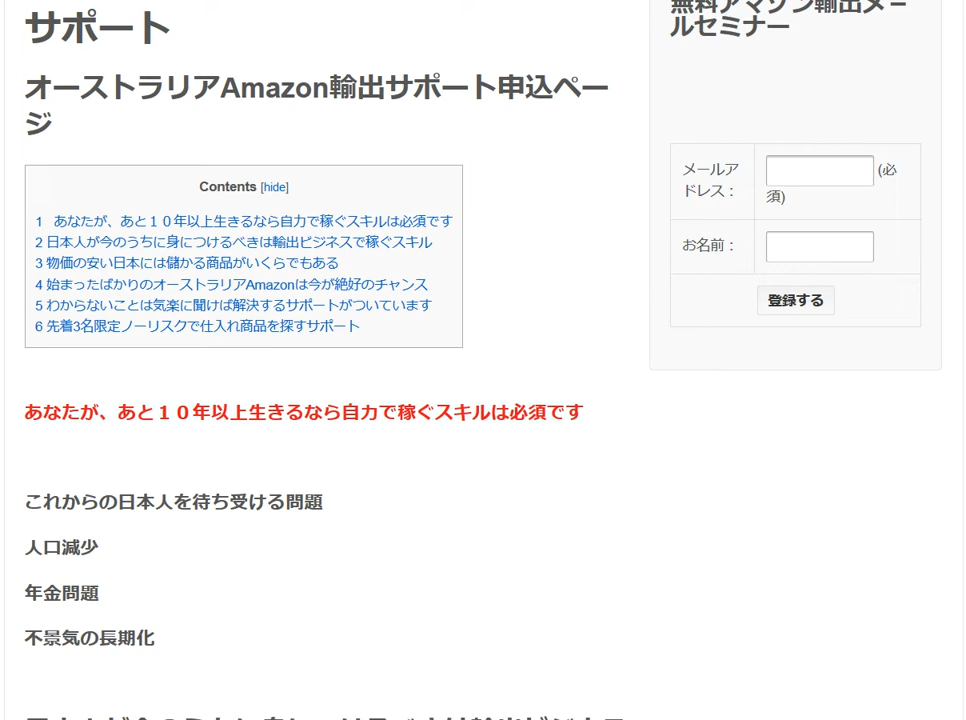 サポート
オーストラリアAmazon輸出サポート申込ペー
ジ
Contents [hide]
1 あなたが、あと１０年以上生きるなら自力で稼ぐスキルは必須です
2 日本人が今のうちに身につけるべきは輸出ビジネスで稼ぐスキル
3 物価の安い日本には儲かる商品がいくらでもある
4 始まったばかりのオーストラリアAmazonは今が絶好のチャンス
5 わからないことは気楽に聞けば解決するサポートがついています
6 先着3名限定ノーリスクで仕入れ商品を探すサポート
あなたが、あと１０年以上生きるなら自力で稼ぐスキルは必須です
これからの日本人を待ち受ける問題
人口減少
年金問題
不景気の長期化
無料アマゾン輸出メー
ルセミナー
メールア
ドレス：
(必
須)
お名前：
登録する